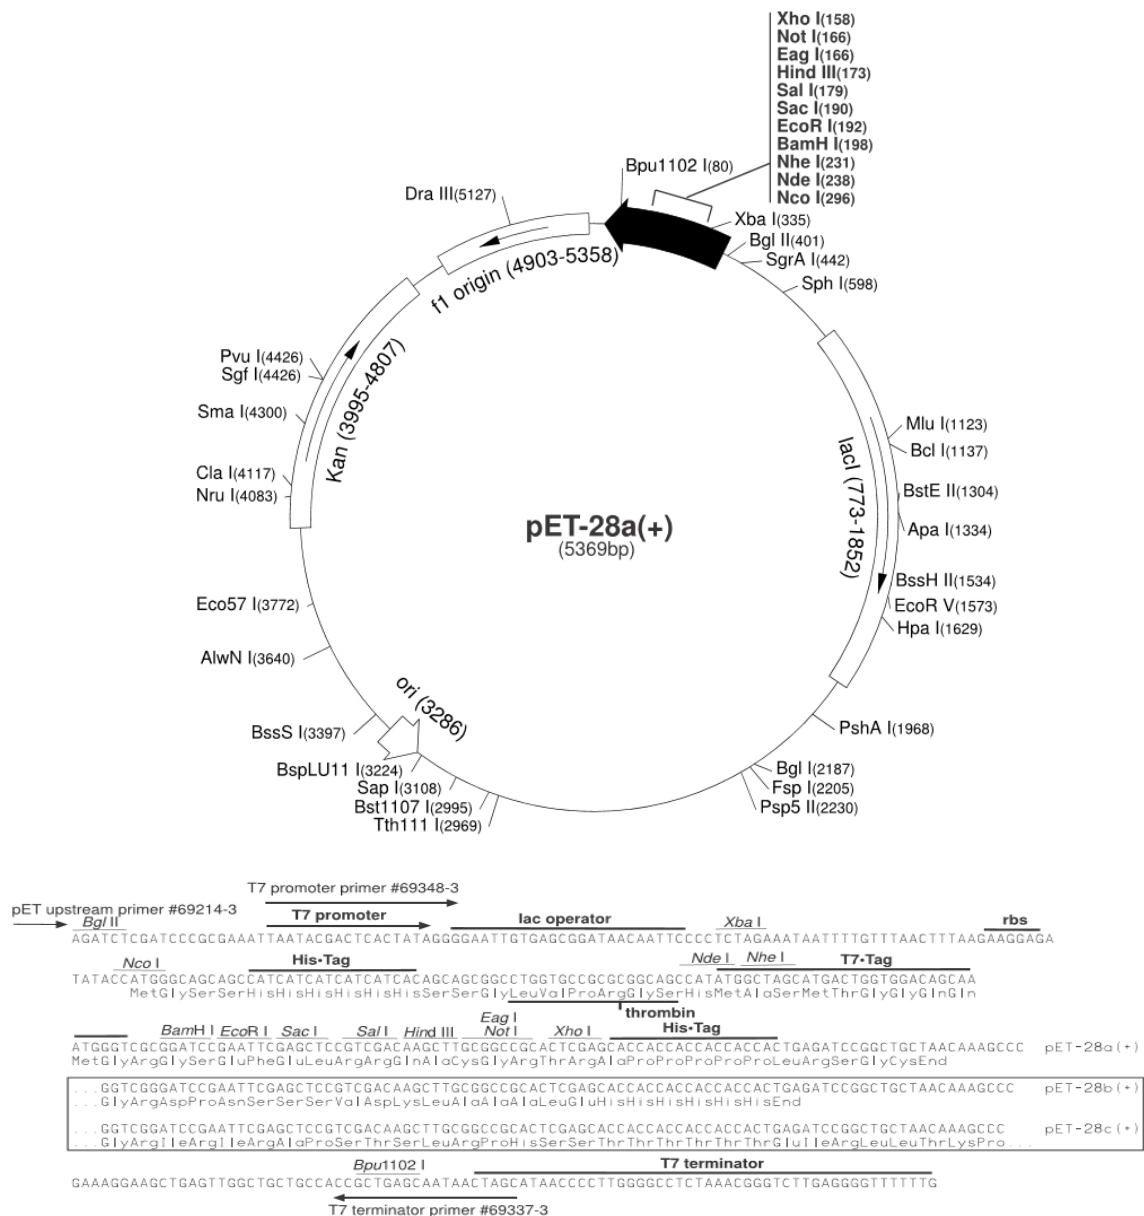 Xho I(158)
Not I(166)
Eag I(166)
Hind III(173)
Sal I(179)
Sac I(190)
EcoR I(192)
BamH I(198)
Nhe I(231)
Nde I(238)
Nco I(296)
Bpu1102 I(80)
Dra III(5127)
Xba I(335)
Bgl II(401)
SgrA I(442)
Sph I(598)
f1 origin (4903-5358)
Pvu I(4426)
Sgf I(4426)
Sma I(4300)
Kan (3995-4807)
Cla I(4117)
Nru I(4083)
Mlu I(1123)
Bcl I(1137)
lacI (773-1852)
BstE II(1304)
Apa I(1334)
pET-28a(+)
(5369bp)
BssH II(1534)
EcoR V(1573)
Hpa I(1629)
Eco57 I(3772)
AlwN I(3640)
ori (3286)
BssS I(3397)
PshA I(1968)
BspLU11 I(3224)
Sap I(3108)
Bst1107 I(2995)
Tth111 I(2969)
Bgl I(2187)
Fsp I(2205)
Psp5 II(2230)
T7 promoter primer #69348-3
pET upstream primer #69214-3
Bgl II T7 promoter lac operator Xba I rbs
AGATCTCGATCCCGCGAAATTAATACGACTCACTATAGGGGAATTGTGAGCGGATAACAATTCCCCTCTAGAAATAATTTTGTTTAACTTTAAGAAGGAGA
Nco I His•Tag Nde I Nhe I T7•Tag
TATACCATGGGCAGCAGCCATCATCATCATCATCACAGCAGCGGCCTGGTGCCGCGCGGCAGCCATATGGCTAGCATGACTGGTGGACAGCAA
MetGlySerSerHisHisHisHisHisHisSerSerGlyLeuValProArgGlySerHisMetAlaSerMetThrGlyGlyGlnGln
thrombin
BamH I EcoR I Sac I Sal I Hind III Eag I Not I Xho I His•Tag
ATGGGTCGCGGATCCGAATTCGAGCTCCGTCGACAAGCTTGCGGCCGCACTCGAGCACCACCACCACCACCACTGAGATCCGGCTGCTAACAAAGCCC pET-28a(+)
MetGlyArgGlySerGluPheGluLeuArgArgGlnAlaCysGlyArgThrArgAlaProProProProProLeuArgSerGlyCysEnd
...GGTCGGGATCCGAATTCGAGCTCCGTCGACAAGCTTGCGGCCGCACTCGAGCACCACCACCACCACCACTGAGATCCGGCTGCTAACAAAGCCC pET-28b(+)
...GlyArgAspProAsnSerSerSerValAspLysLeuAlaAlaAlaLeuGluHisHisHisHisHisHisEnd
...GGTCGGATCCGAATTCGAGCTCCGTCGACAAGCTTGCGGCCGCACTCGAGCACCACCACCACCACCACTGAGATCCGGCTGCTAACAAAGCCC pET-28c(+)
...GlyArgIleArgIleArgAlaProSerThrSerLeuArgProHisSerSerThrThrThrThrThrThrGluIleArgLeuLeuThrLysPro...
Bpu1102 I T7 terminator
GAAAGGAAGCTGAGTTGGCTGCTGCCACCGCTGAGCAATAACTAGCATAACCCCTTGGGGCCTCTAAACGGGTCTTGAGGGGTTTTTTG
T7 terminator primer #69337-3